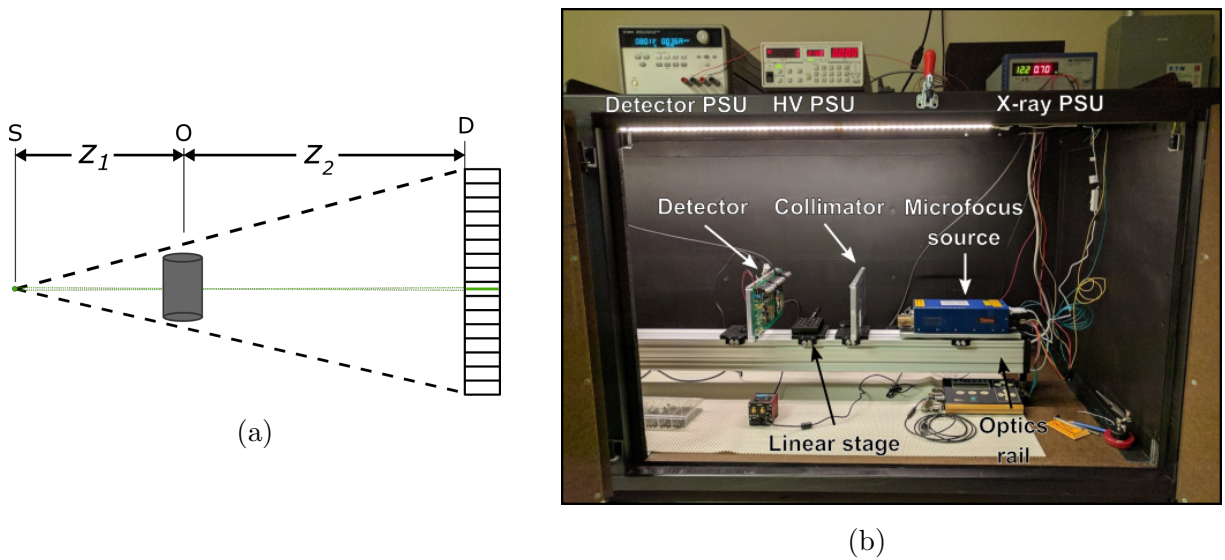 S
O
D
Z1
Z2
(a)
Detector PSU
HV PSU
X-ray PSU
Detector
Collimator
Microfocus
source
Linear stage
Optics
rail
(b)